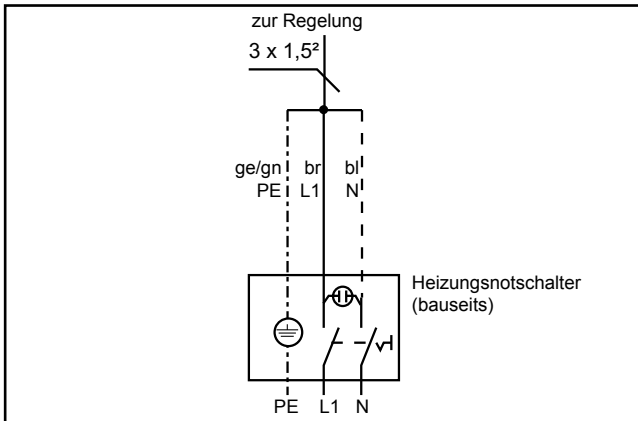 zur Regelung
3 x 1,5²
ge/gn br bl
PE L1 N
Heizungsnotschalter
(bauseits)
PE L1 N